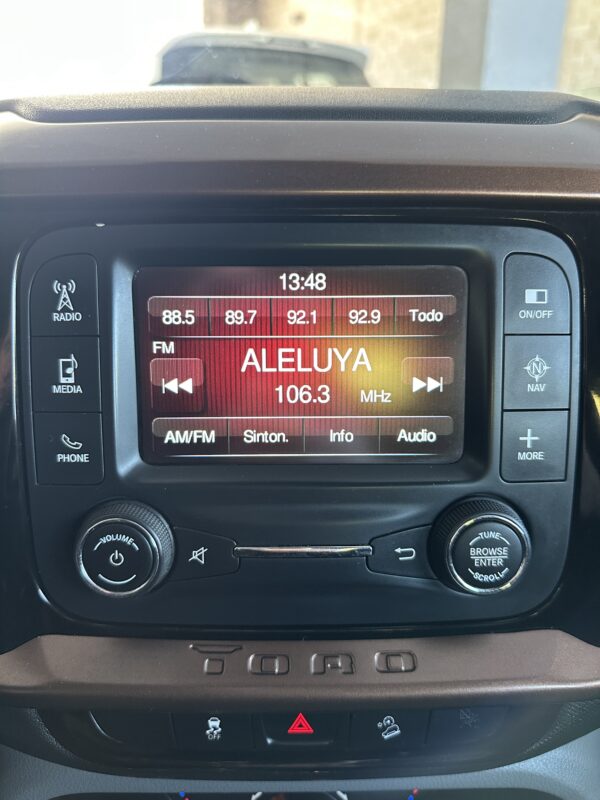 13:48
88.5 89.7 92.1 92.9 Todo
FM
ALELUYA
106.3 MHz
AM/FM Sinton. Info Audio
RADIO
MEDIA
PHONE
ON/OFF
N
NAV
MORE
VOLUME
TUNE
BROWSE
ENTER
SCROLL
TORO
OFF